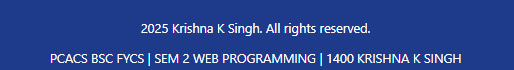 2025 Krishna K Singh. All rights reserved.
PCACS BSC FYCS | SEM 2 WEB PROGRAMMING | 1400 KRISHNA K SINGH